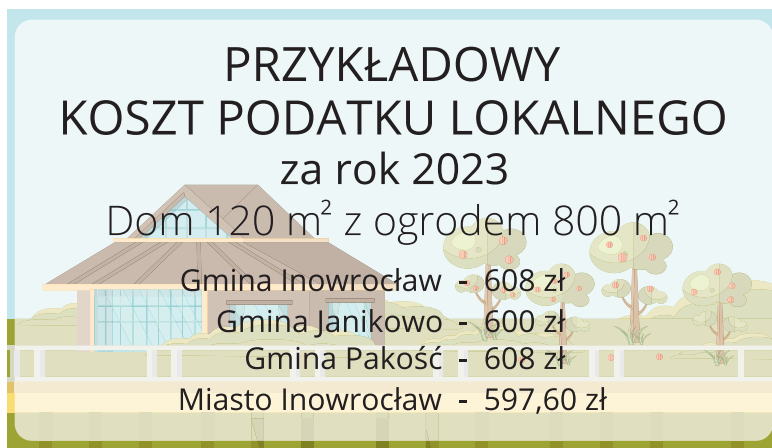 PRZYKŁADOWY
KOSZT PODATKU LOKALNEGO
za rok 2023
Dom 120 m² z ogrodem 800 m²
Gmina Inowrocław - 608 zł
Gmina Janikowo - 600 zł
Gmina Pakość - 608 zł
Miasto Inowrocław - 597,60 zł